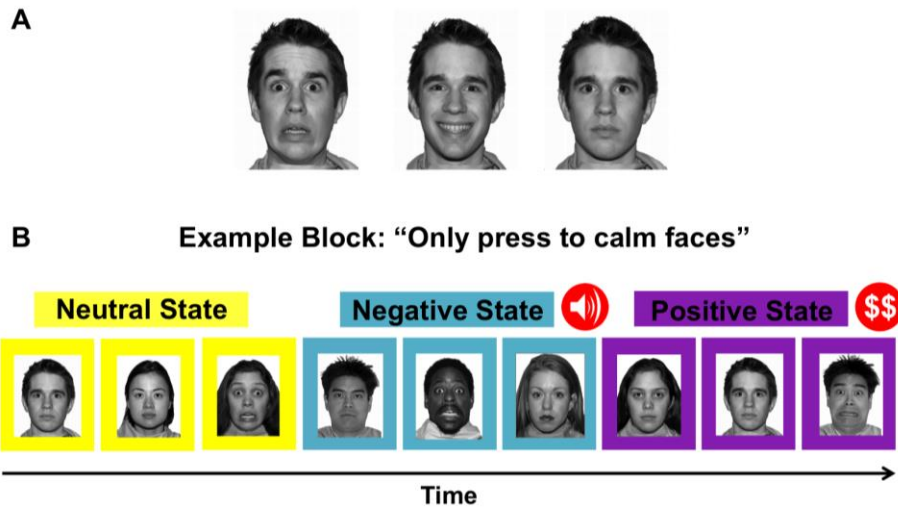 A
B
Example Block: “Only press to calm faces”
Neutral State
Negative State
Positive State
$$
Time